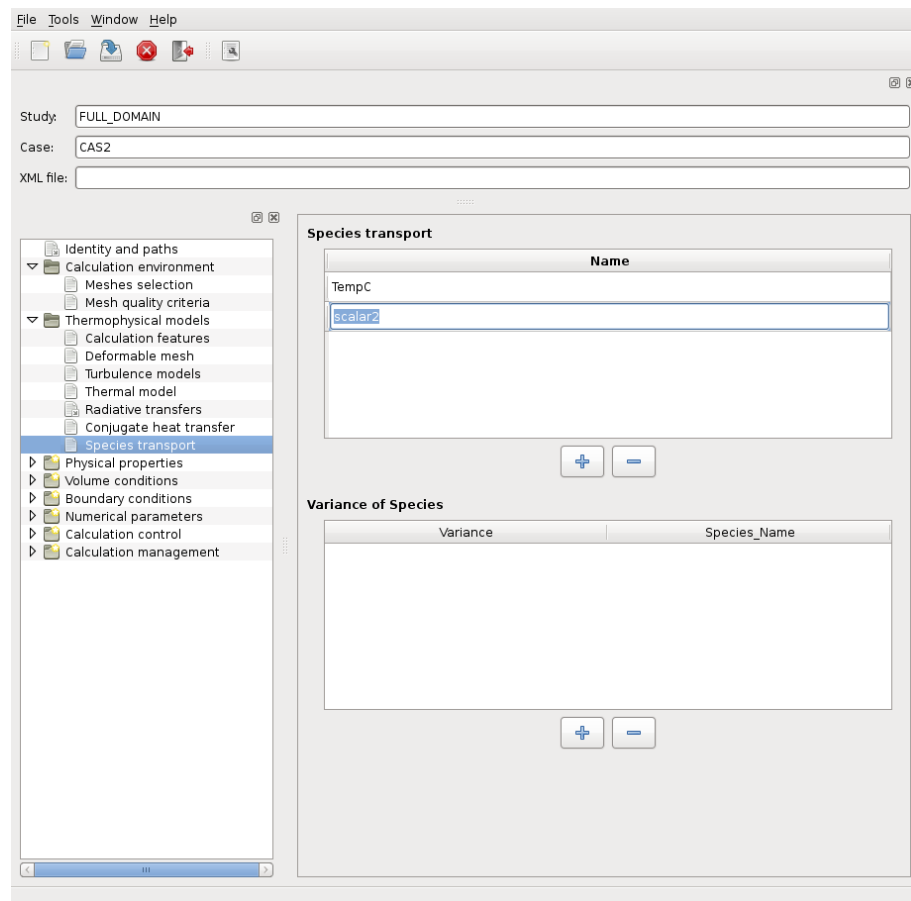 File Tools Window Help
Study: FULL_DOMAIN
Case: CAS2
XML file:
Identity and paths
Calculation environment
Meshes selection
Mesh quality criteria
Thermophysical models
Calculation features
Deformable mesh
Turbulence models
Thermal model
Radiative transfers
Conjugate heat transfer
Species transport
Physical properties
Volume conditions
Boundary conditions
Numerical parameters
Calculation control
Calculation management
Species transport
Name
TempC
scalar2
Variance of Species
Variance Species_Name